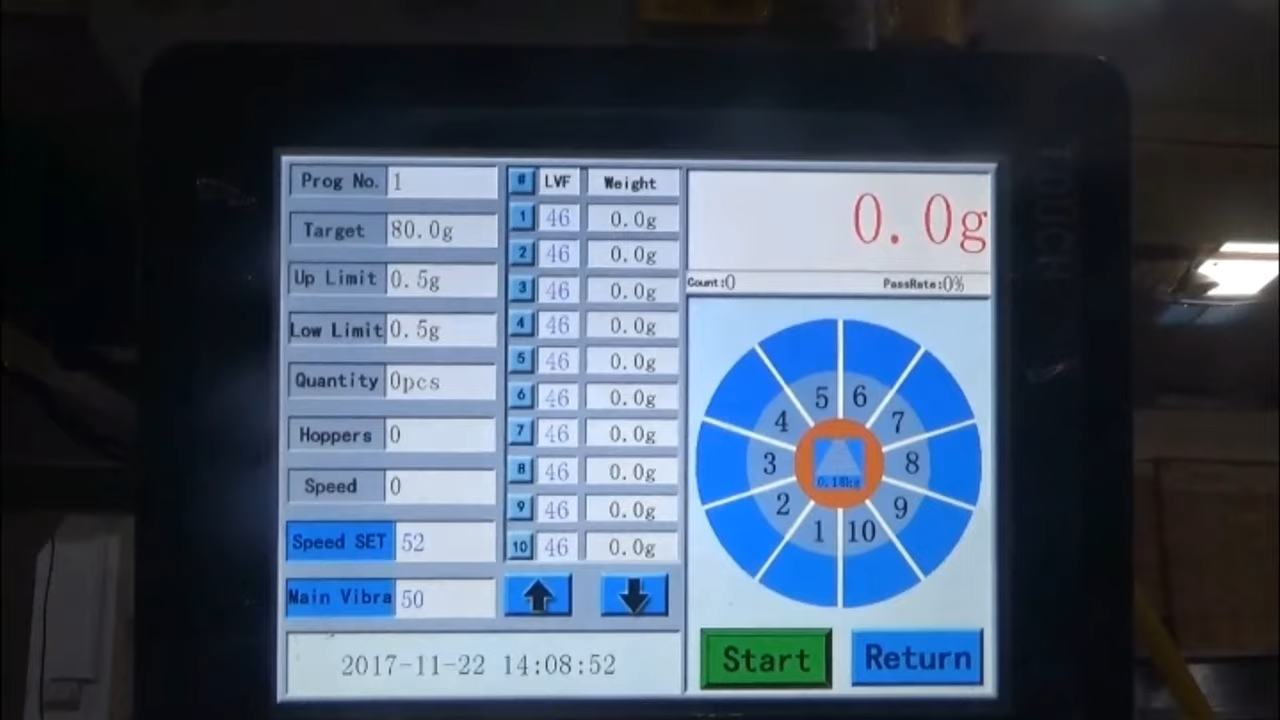 Prog No. 1
Target 80.0g
Up Limit 0.5g
Low Limit 0.5g
Quantity 0pcs
Hoppers 0
Speed 0
Speed SET 52
Main Vibra 50
2017-11-22 14:08:52
# LVF Weight
1 46 0.0g
2 46 0.0g
3 46 0.0g
4 46 0.0g
5 46 0.0g
6 46 0.0g
7 46 0.0g
8 46 0.0g
9 46 0.0g
10 46 0.0g
0.0g
Count:0 PassRate:0%
5 6
4 7
3 8
0.18kg
2 9
1 10
Start Return
TOUCH